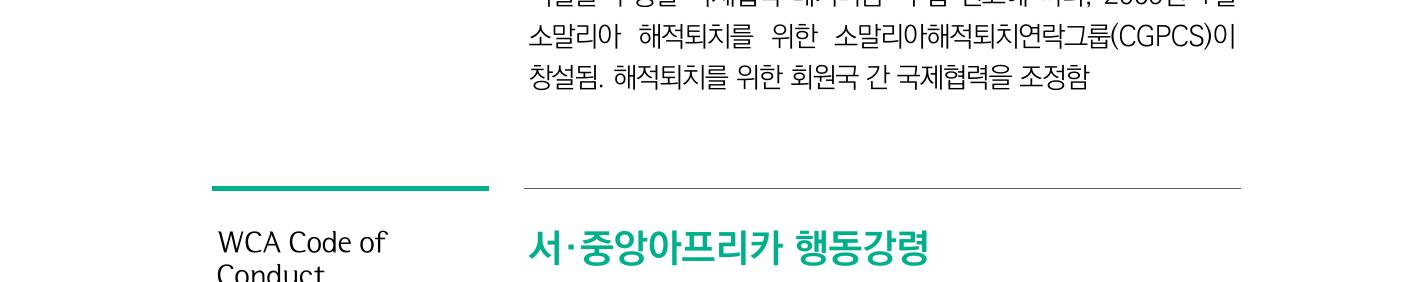 소말리아 해적퇴치를 위한 소말리아해적퇴치연락그룹(CGPCS)이
창설됨. 해적퇴치를 위한 회원국 간 국제협력을 조정함
WCA Code of
Conduct
서·중앙아프리카 행동강령